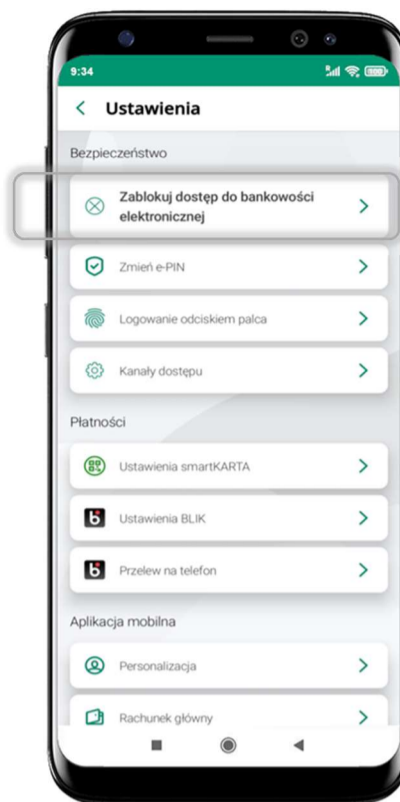 9:34
Ustawienia
Bezpieczeństwo
Zablokuj dostęp do bankowości
elektronicznej
Zmień e-PIN
Logowanie odciskiem palca
Kanały dostępu
Płatności
Ustawienia smartKARTA
Ustawienia BLIK
Przelew na telefon
Aplikacja mobilna
Personalizacja
Rachunek główny